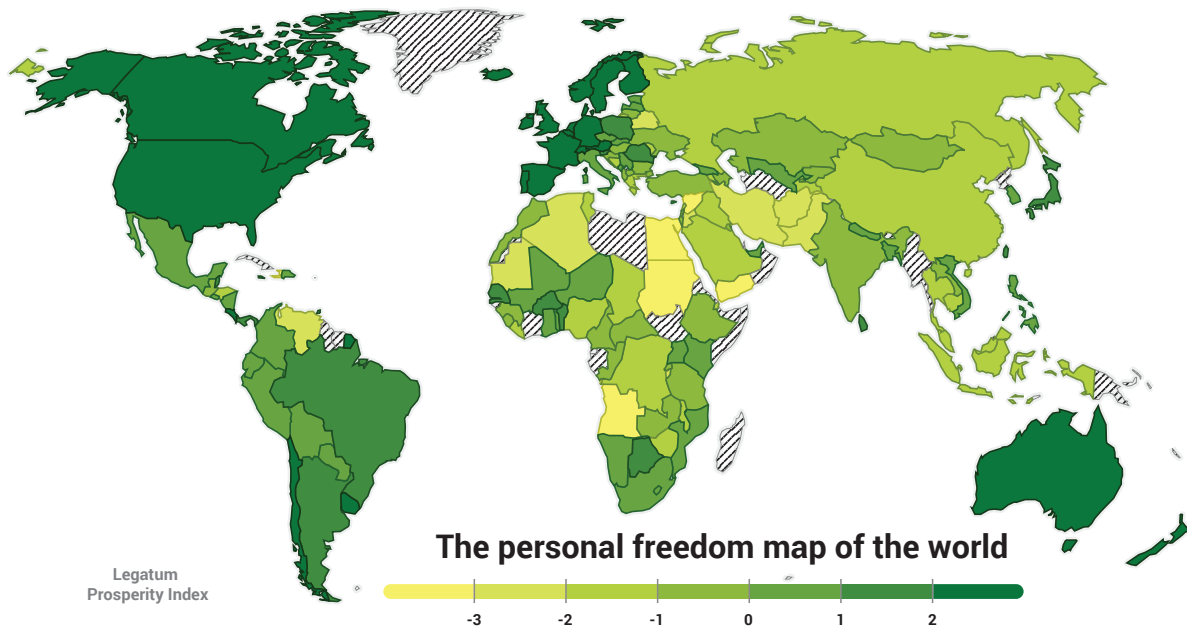 The personal freedom map of the world
Legatum
Prosperity Index
-3 -2 -1 0 1 2